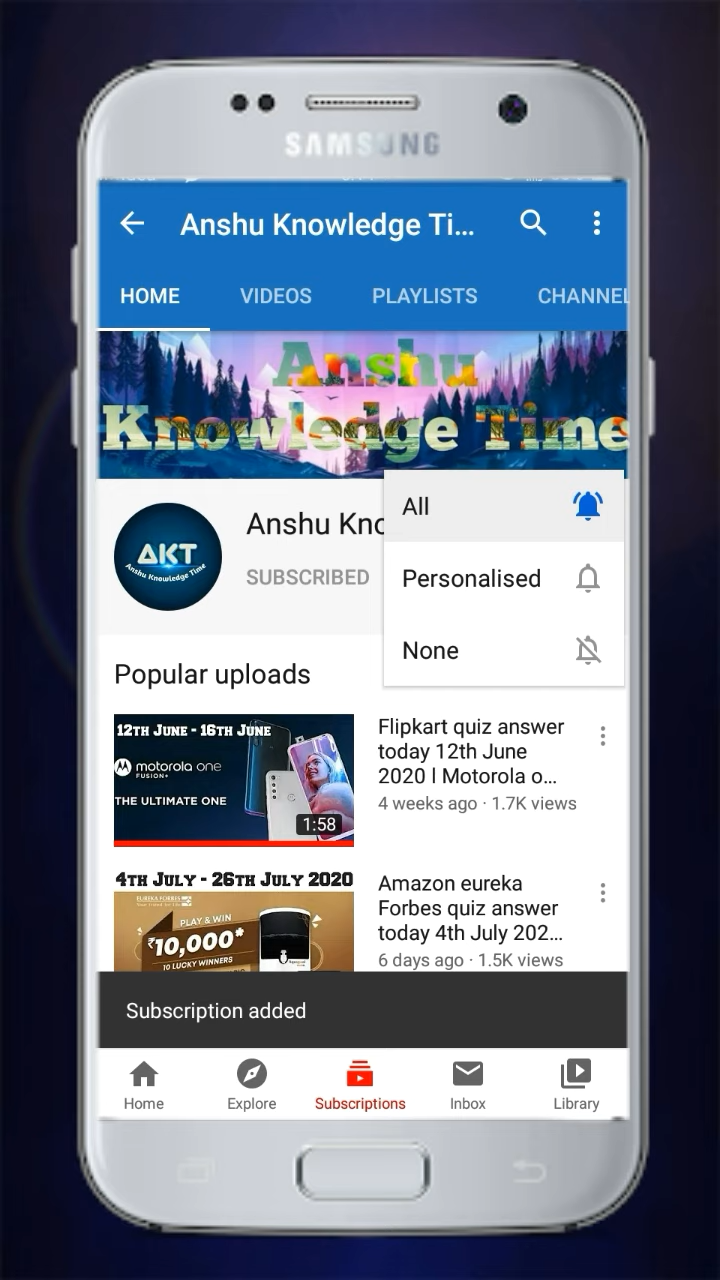 SAMSUNG
Anshu Knowledge Ti...
HOME VIDEOS PLAYLISTS CHANNEL
Anshu
Knowledge Time
AKT
Anshu Knowledge Time
Anshu Kno
SUBSCRIBED
All
Personalised
None
Popular uploads
12TH JUNE - 16TH JUNE
motorola one
FUSION+
THE ULTIMATE ONE
1:58
Flipkart quiz answer
today 12th June
2020 l Motorola o...
4 weeks ago · 1.7K views
4TH JULY - 26TH JULY 2020
EUREKA FORBES
PLAY & WIN
₹10,000*
10 LUCKY WINNERS
Amazon eureka
Forbes quiz answer
today 4th July 202...
6 days ago · 1.5K views
Subscription added
Home Explore Subscriptions Inbox Library